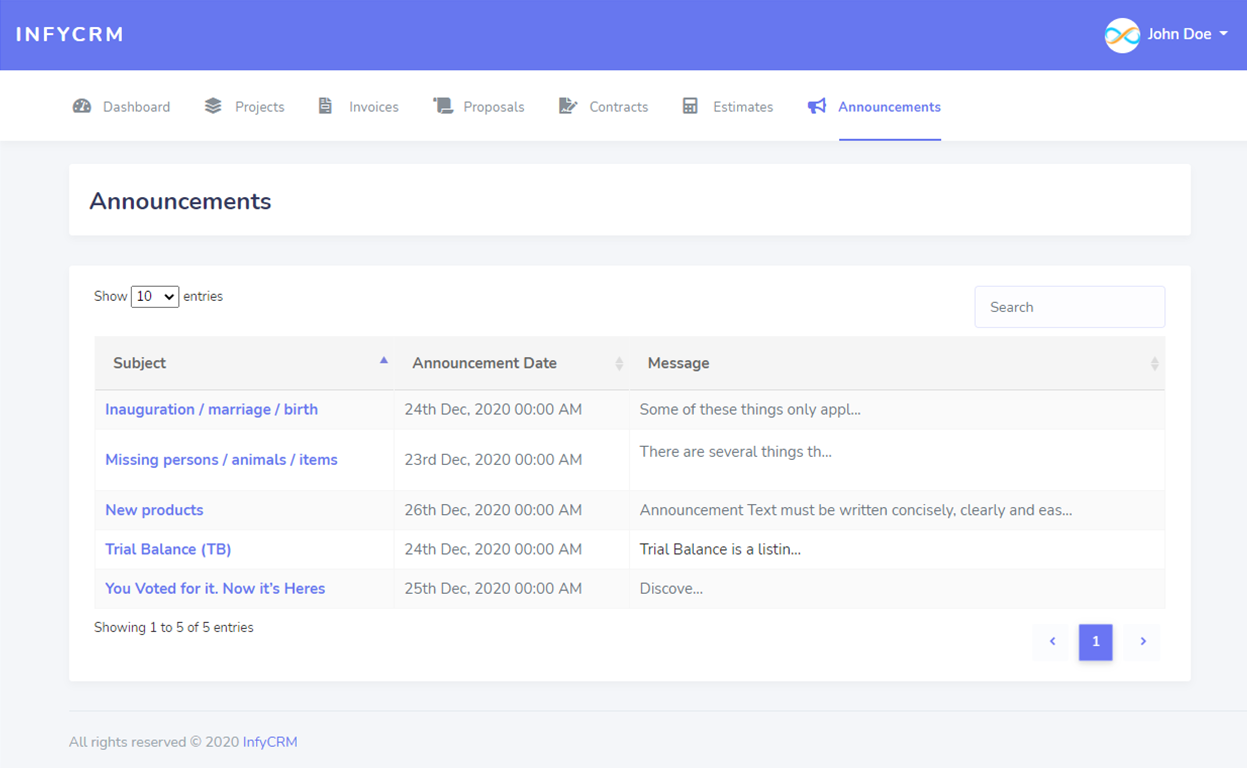 INFYCRM
John Doe
Dashboard Projects Invoices Proposals Contracts Estimates Announcements
Announcements
Show 10 entries
Search
Subject Announcement Date Message
Inauguration / marriage / birth 24th Dec, 2020 00:00 AM Some of these things only appl...
Missing persons / animals / items 23rd Dec, 2020 00:00 AM There are several things th...
New products 26th Dec, 2020 00:00 AM Announcement Text must be written concisely, clearly and eas...
Trial Balance (TB) 24th Dec, 2020 00:00 AM Trial Balance is a listin...
You Voted for it. Now it's Heres 25th Dec, 2020 00:00 AM Discove...
Showing 1 to 5 of 5 entries
1
All rights reserved © 2020 InfyCRM